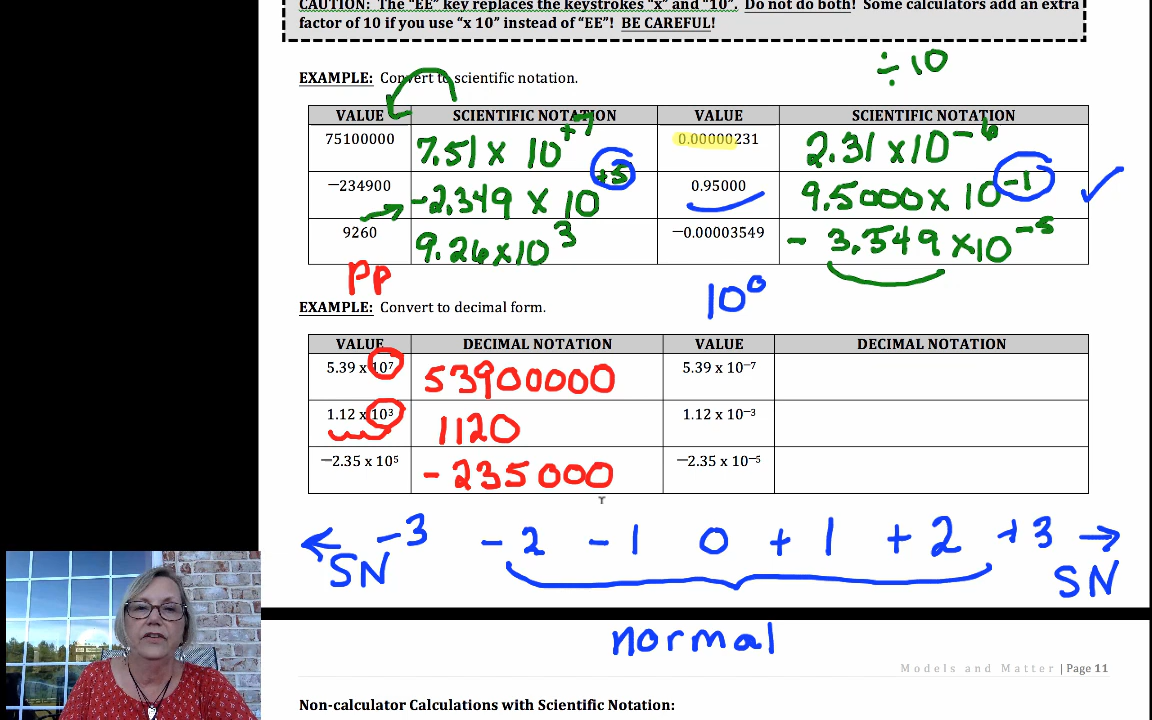 CAUTION: The "EE" key replaces the keystrokes "x" and "10". Do not do both! Some calculators add an extra
factor of 10 if you use "x 10" instead of "EE"! BE CAREFUL!
÷10
EXAMPLE: Convert to scientific notation.
VALUE SCIENTIFIC NOTATION VALUE SCIENTIFIC NOTATION
75100000 7.51 x 10⁺⁷ 0.00000231 2.31 x10⁻⁶
−234900 -2.349 x 10⁺⁵ 0.95000 9.5000x 10⁻¹
9260 9.26x10³ −0.00003549 - 3.549 x10⁻⁵
PP
10⁰
EXAMPLE: Convert to decimal form.
VALUE DECIMAL NOTATION VALUE DECIMAL NOTATION
5.39 x 10⁷ 53900000 5.39 x 10⁻⁷
1.12 x 10³ 1120 1.12 x 10⁻³
−2.35 x 10⁵ -235000 −2.35 x 10⁻⁵
-3 -2 -1 0 +1 +2 +3
SN SN
normal
Models and Matter | Page 11
Non-calculator Calculations with Scientific Notation: